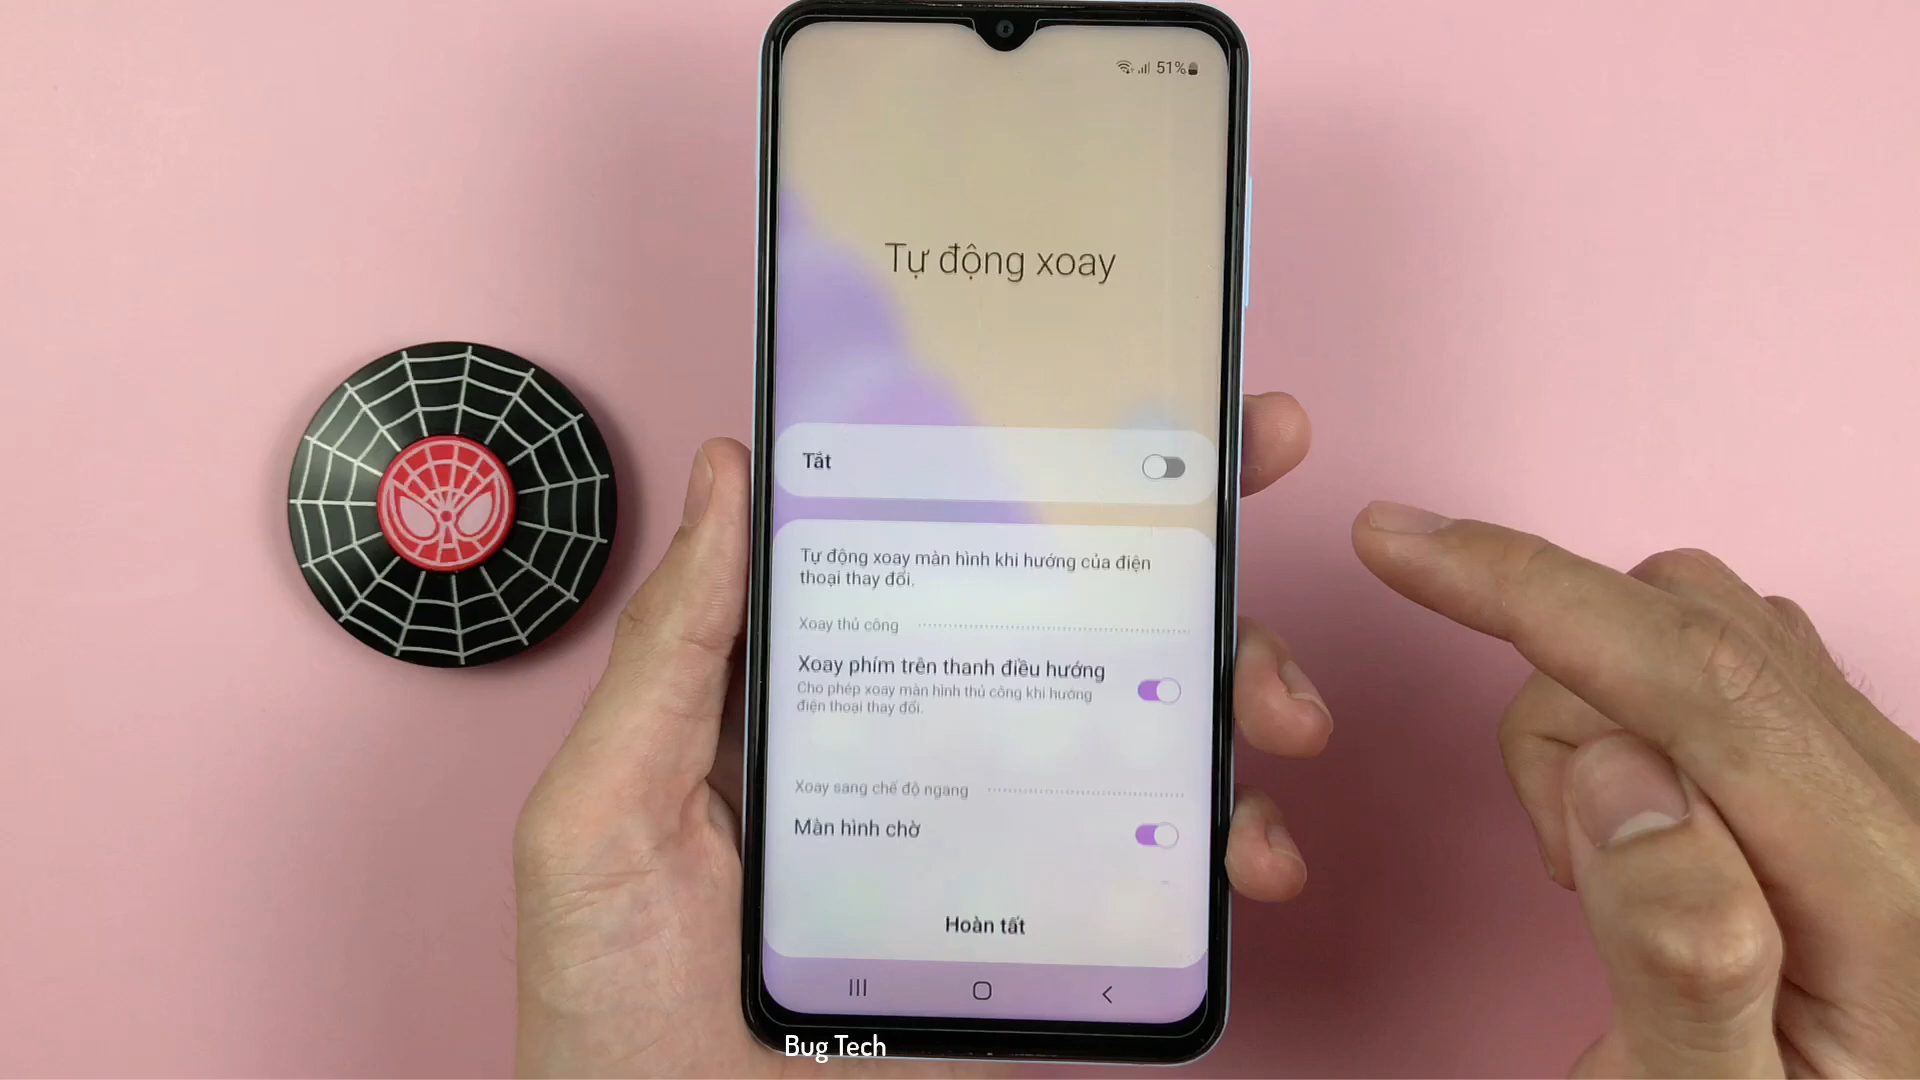 51%
Tự động xoay
Tắt
Tự động xoay màn hình khi hướng của điện
thoại thay đổi.
Xoay thủ công
Xoay phím trên thanh điều hướng
Cho phép xoay màn hình thủ công khi hướng
điện thoại thay đổi.
Xoay sang chế độ ngang
Màn hình chờ
Hoàn tất
Bug Tech